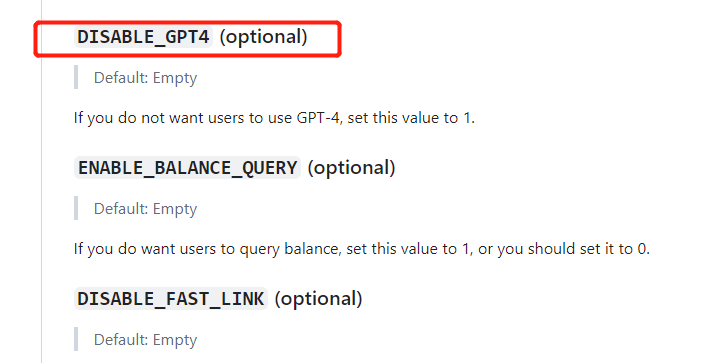 DISABLE_GPT4 (optional)
Default: Empty
If you do not want users to use GPT-4, set this value to 1.
ENABLE_BALANCE_QUERY (optional)
Default: Empty
If you do want users to query balance, set this value to 1, or you should set it to 0.
DISABLE_FAST_LINK (optional)
Default: Empty